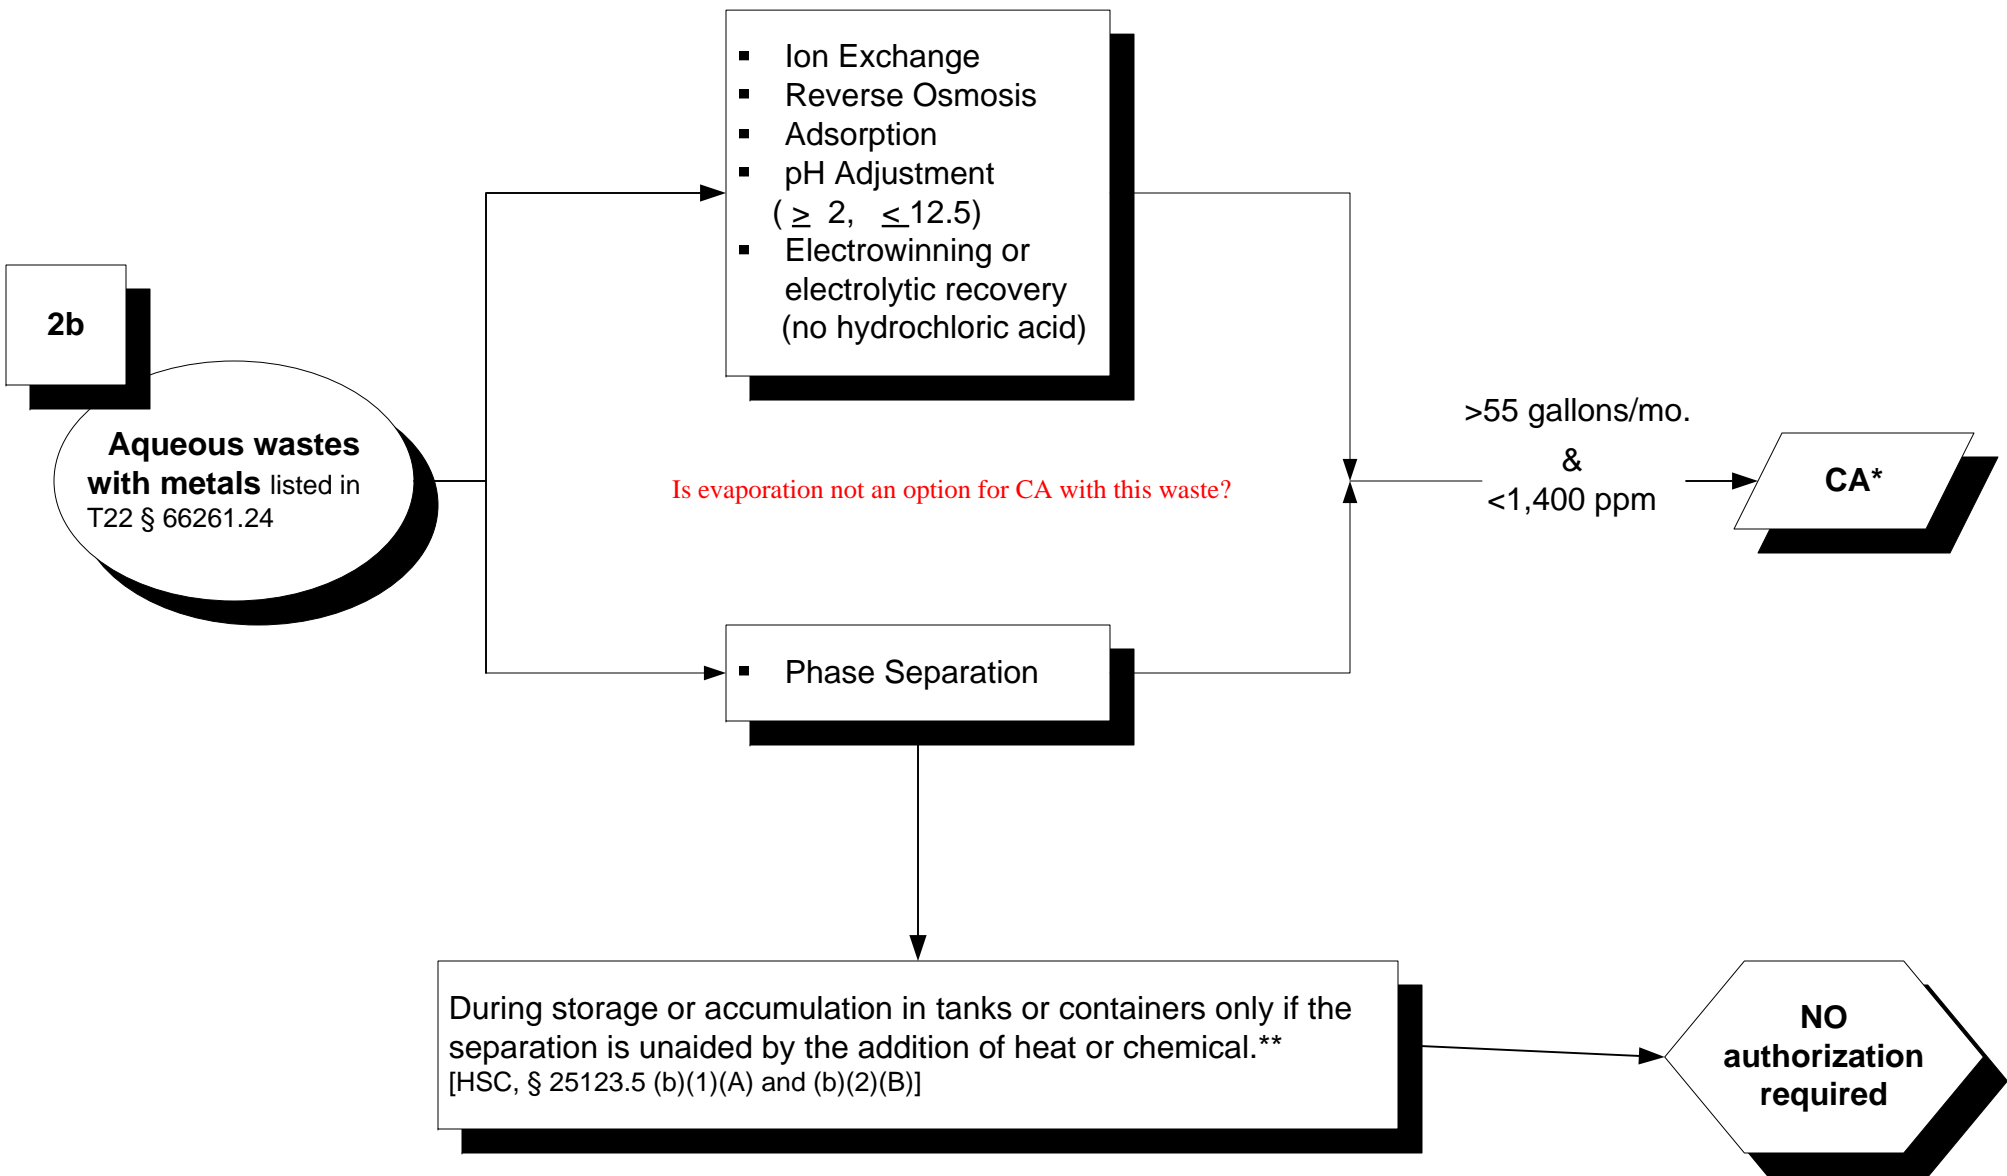 ▪ Ion Exchange
▪ Reverse Osmosis
▪ Adsorption
▪ pH Adjustment
( ≥ 2, ≤ 12.5)
▪ Electrowinning or
electrolytic recovery
(no hydrochloric acid)
2b
Aqueous wastes
with metals listed in
T22 § 66261.24
Is evaporation not an option for CA with this waste?
>55 gallons/mo.
&
<1,400 ppm
CA*
▪ Phase Separation
During storage or accumulation in tanks or containers only if the
separation is unaided by the addition of heat or chemical.**
[HSC, § 25123.5 (b)(1)(A) and (b)(2)(B)]
NO
authorization
required